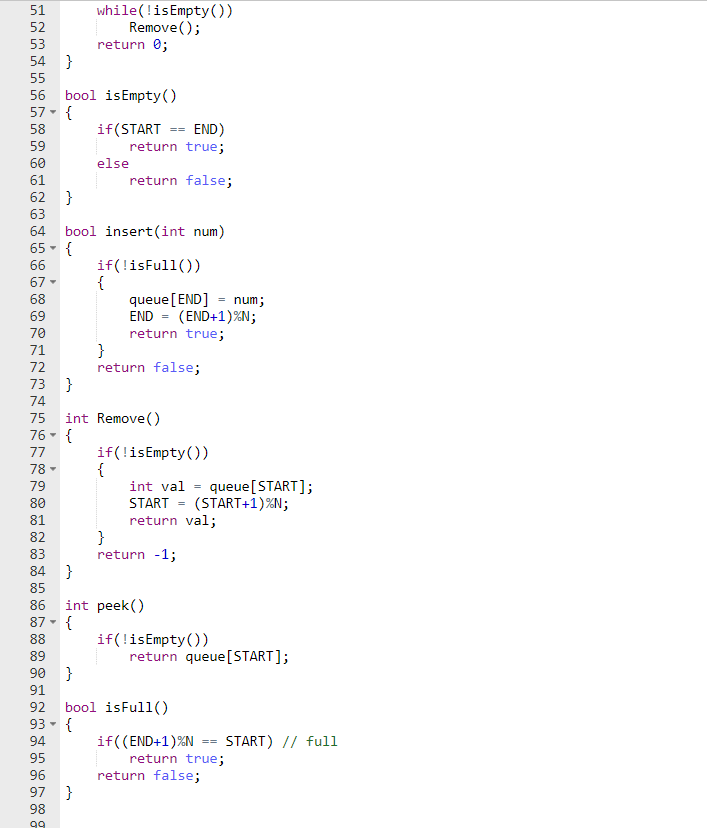 51 while(!isEmpty())
52 Remove();
53 return 0;
54 }
55
56 bool isEmpty()
57 {
58 if(START == END)
59 return true;
60 else
61 return false;
62 }
63
64 bool insert(int num)
65 {
66 if(!isFull())
67 {
68 queue[END] = num;
69 END = (END+1)%N;
70 return true;
71 }
72 return false;
73 }
74
75 int Remove()
76 {
77 if(!isEmpty())
78 {
79 int val = queue[START];
80 START = (START+1)%N;
81 return val;
82 }
83 return -1;
84 }
85
86 int peek()
87 {
88 if(!isEmpty())
89 return queue[START];
90 }
91
92 bool isFull()
93 {
94 if((END+1)%N == START) // full
95 return true;
96 return false;
97 }
98
99